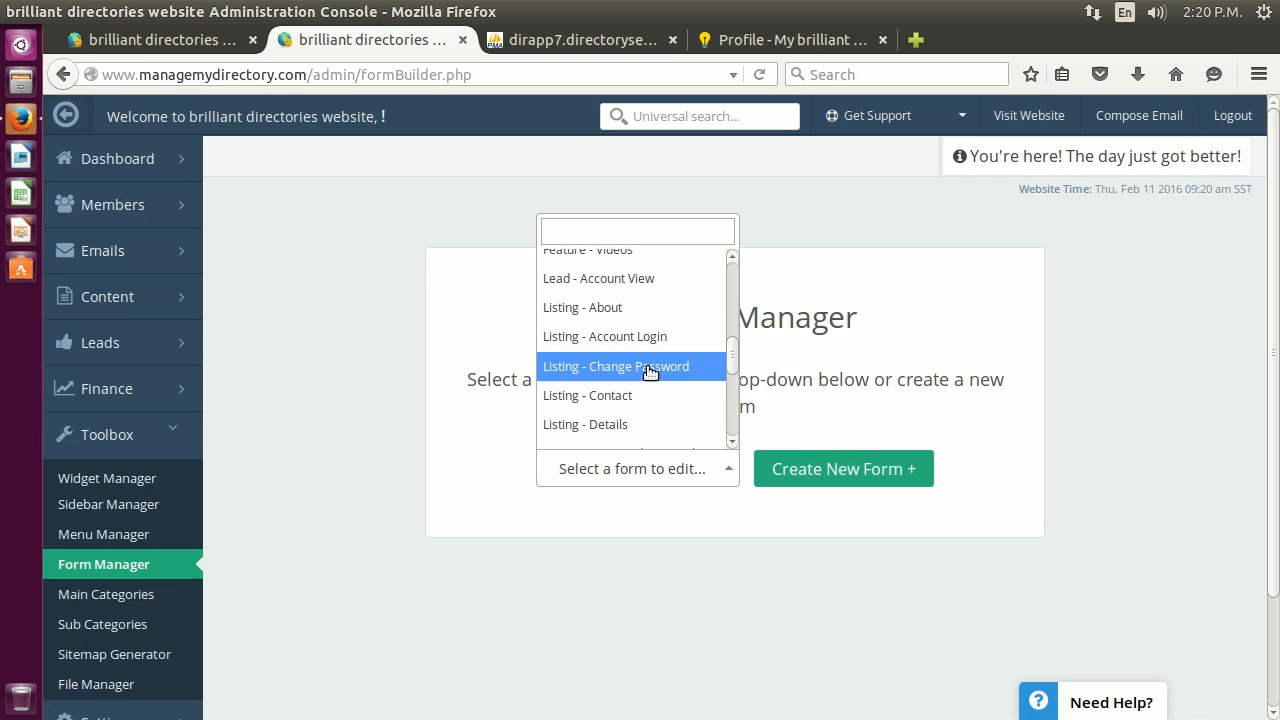 brilliant directories website Administration Console - Mozilla Firefox
En
2:20 P.M.
brilliant directories ...
brilliant directories ...
dirapp7.directoryse...
Profile - My brilliant ...
www.managemydirectory.com/admin/formBuilder.php
Search
Welcome to brilliant directories website, !
Universal search...
Get Support
Visit Website
Compose Email
Logout
You're here! The day just got better!
Website Time: Thu, Feb 11 2016 09:20 am SST
Dashboard
Members
Emails
Content
Leads
Finance
Toolbox
Widget Manager
Sidebar Manager
Menu Manager
Form Manager
Main Categories
Sub Categories
Sitemap Generator
File Manager
Feature - Videos
Lead - Account View
Listing - About
Listing - Account Login
Listing - Change Password
Listing - Contact
Listing - Details
Manager
Select a
op-down below or create a new
m
Select a form to edit...
Create New Form +
Need Help?